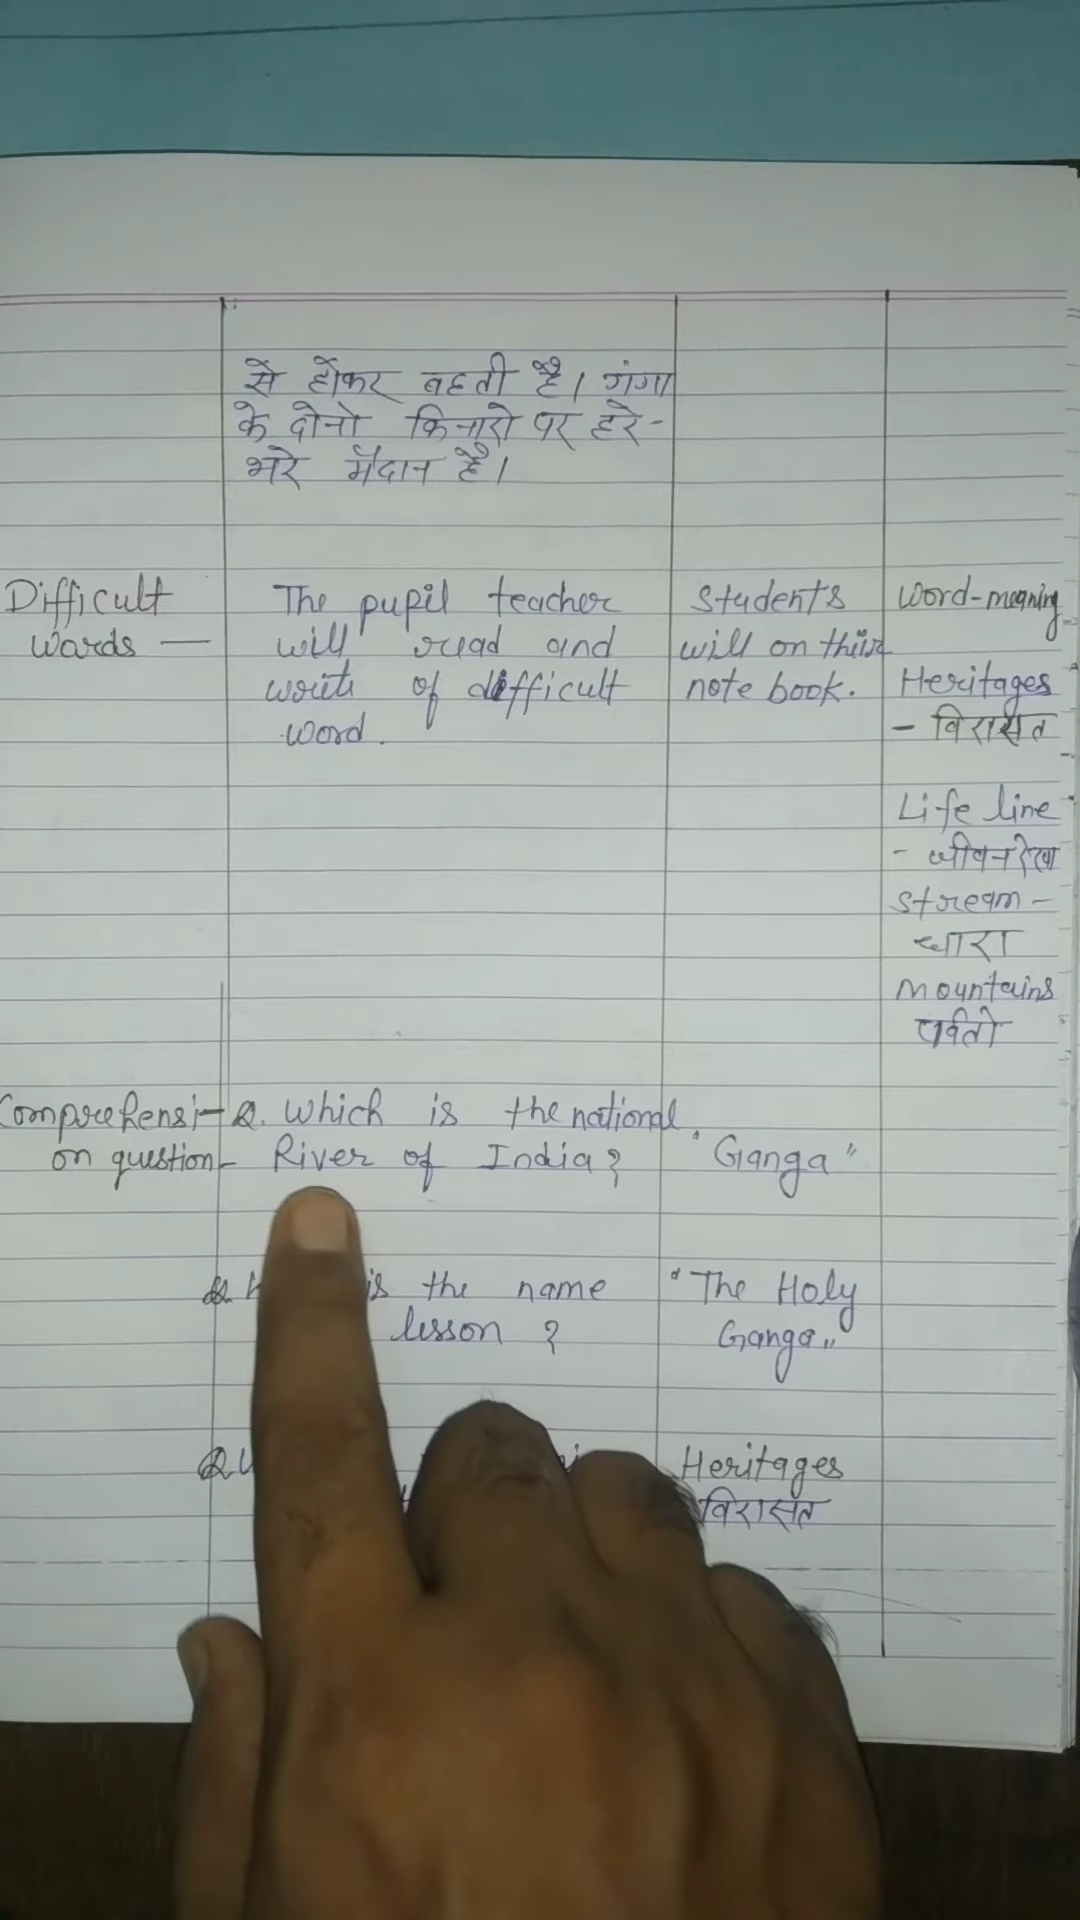 से होकर बहती है। गंगा
के दोनो किनारो पर हरे-
भरे मैदान है।
Difficult
words —
The pupil teacher
will read and
write of difficult
word.
Students
will on their
note book.
word-meaning
Heritages
- विरासत
Life line
- जीवन रेखा
stream -
धारा
mountains
पर्वतो
Comprehensi-
on question-
Q. Which is the national
River of India?
"Ganga"
Q. is the name
lesson ?
"The Holy
Ganga"
Q
Heritages
विरासत